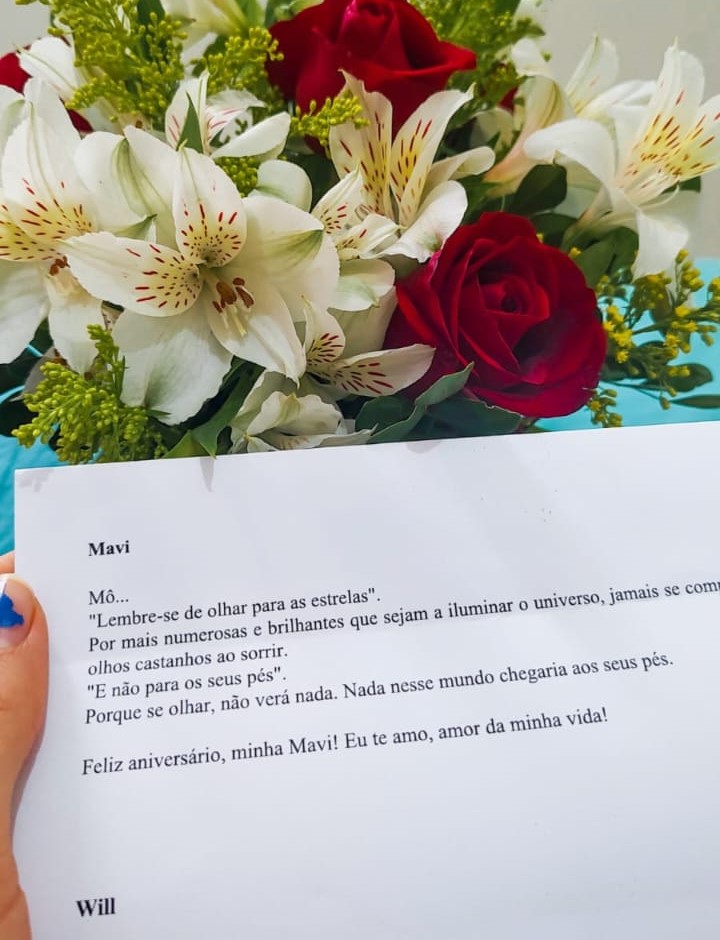 Mavi
Mô...
"Lembre-se de olhar para as estrelas".
Por mais numerosas e brilhantes que sejam a iluminar o universo, jamais se
olhos castanhos ao sorrir.
"E não para os seus pés".
Porque se olhar, não verá nada. Nada nesse mundo chegaria aos seus pés.
Feliz aniversário, minha Mavi! Eu te amo, amor da minha vida!
Will